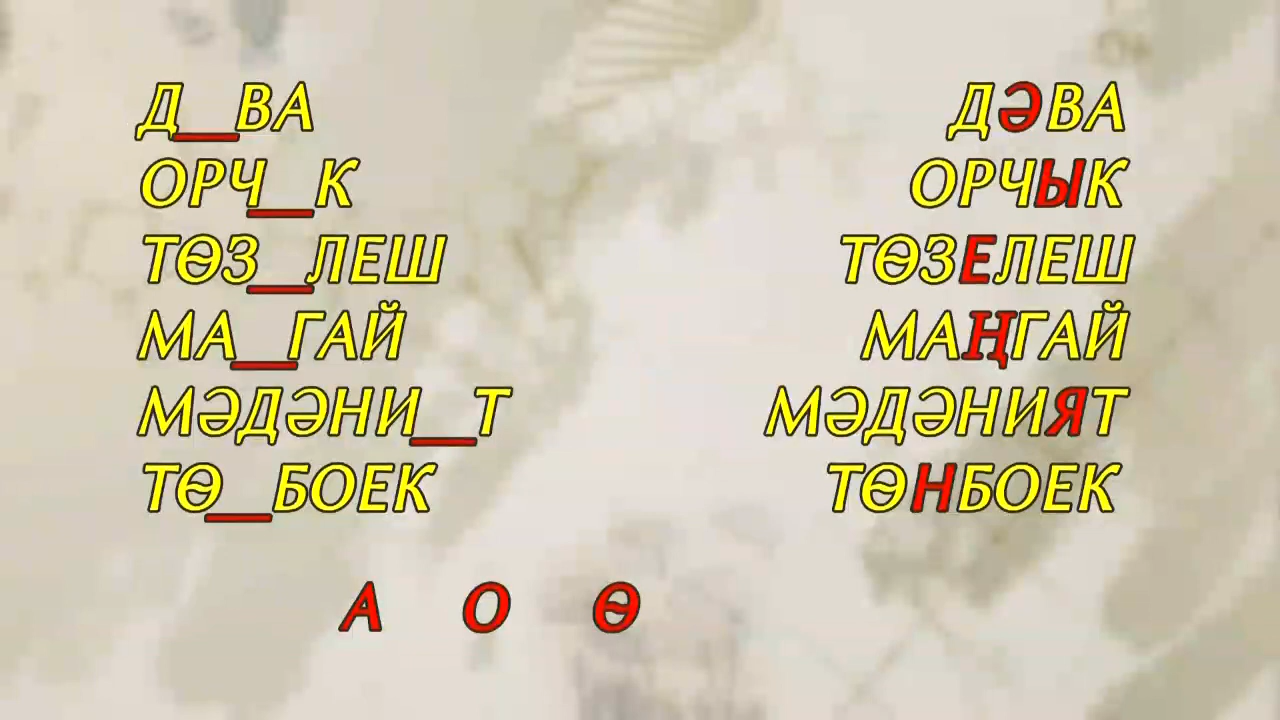 Д__ВА ДӘВА
ОРЧ__К ОРЧЫК
ТӨЗ__ЛЕШ ТӨЗЕЛЕШ
МА__ГАЙ МАҢГАЙ
МӘДӘНИ__Т МӘДӘНИЯТ
ТӨ__БОЕК ТӨНБОЕК
А О Ө